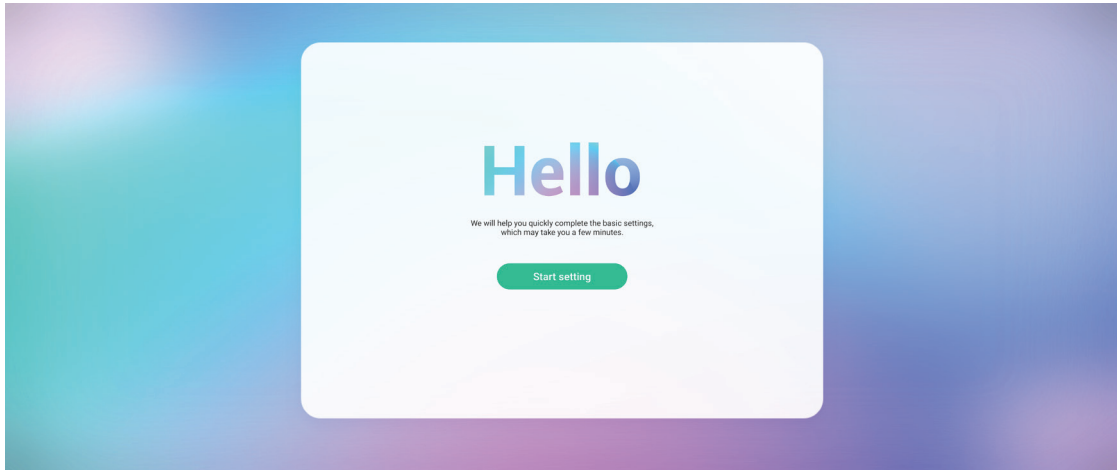 Hello
We will help you quickly complete the basic settings,
which may take you a few minutes.
Start setting